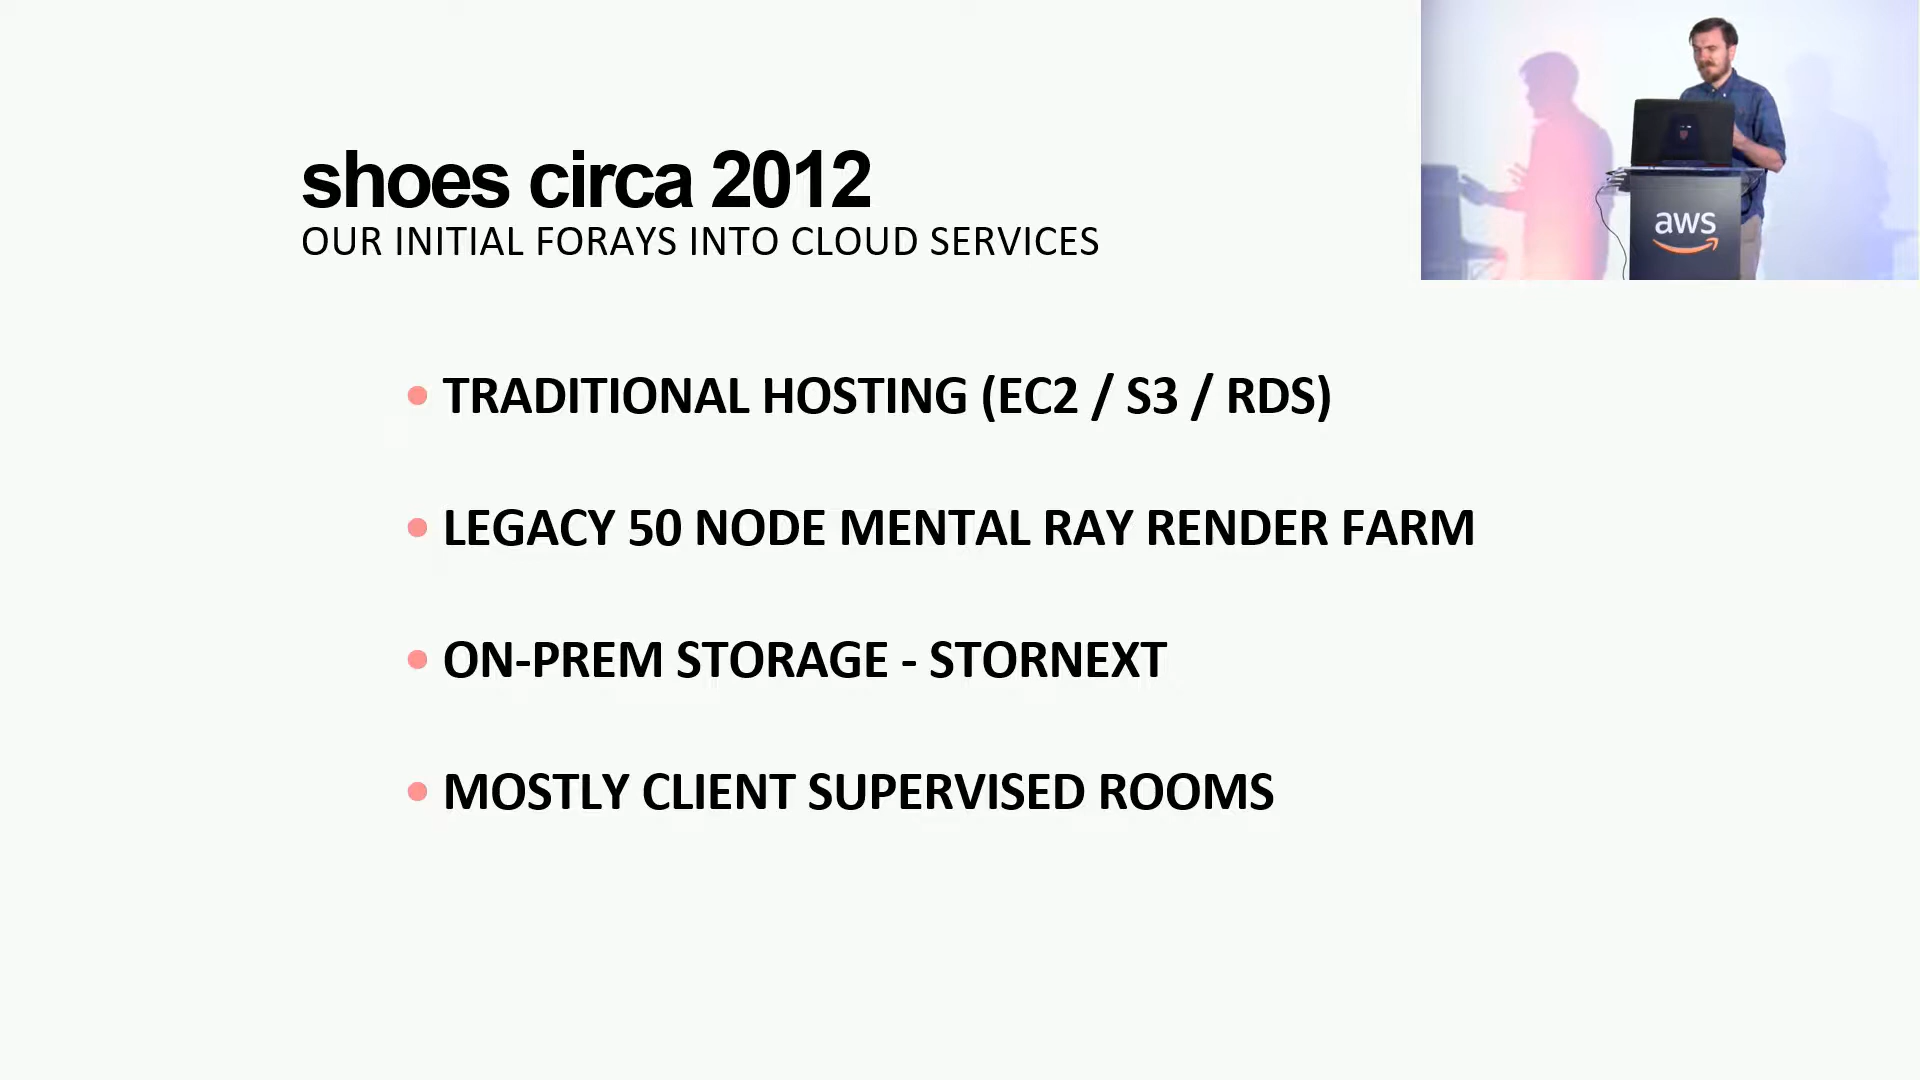 shoes circa 2012
OUR INITIAL FORAYS INTO CLOUD SERVICES
• TRADITIONAL HOSTING (EC2 / S3 / RDS)
• LEGACY 50 NODE MENTAL RAY RENDER FARM
• ON-PREM STORAGE - STORNEXT
• MOSTLY CLIENT SUPERVISED ROOMS
aws